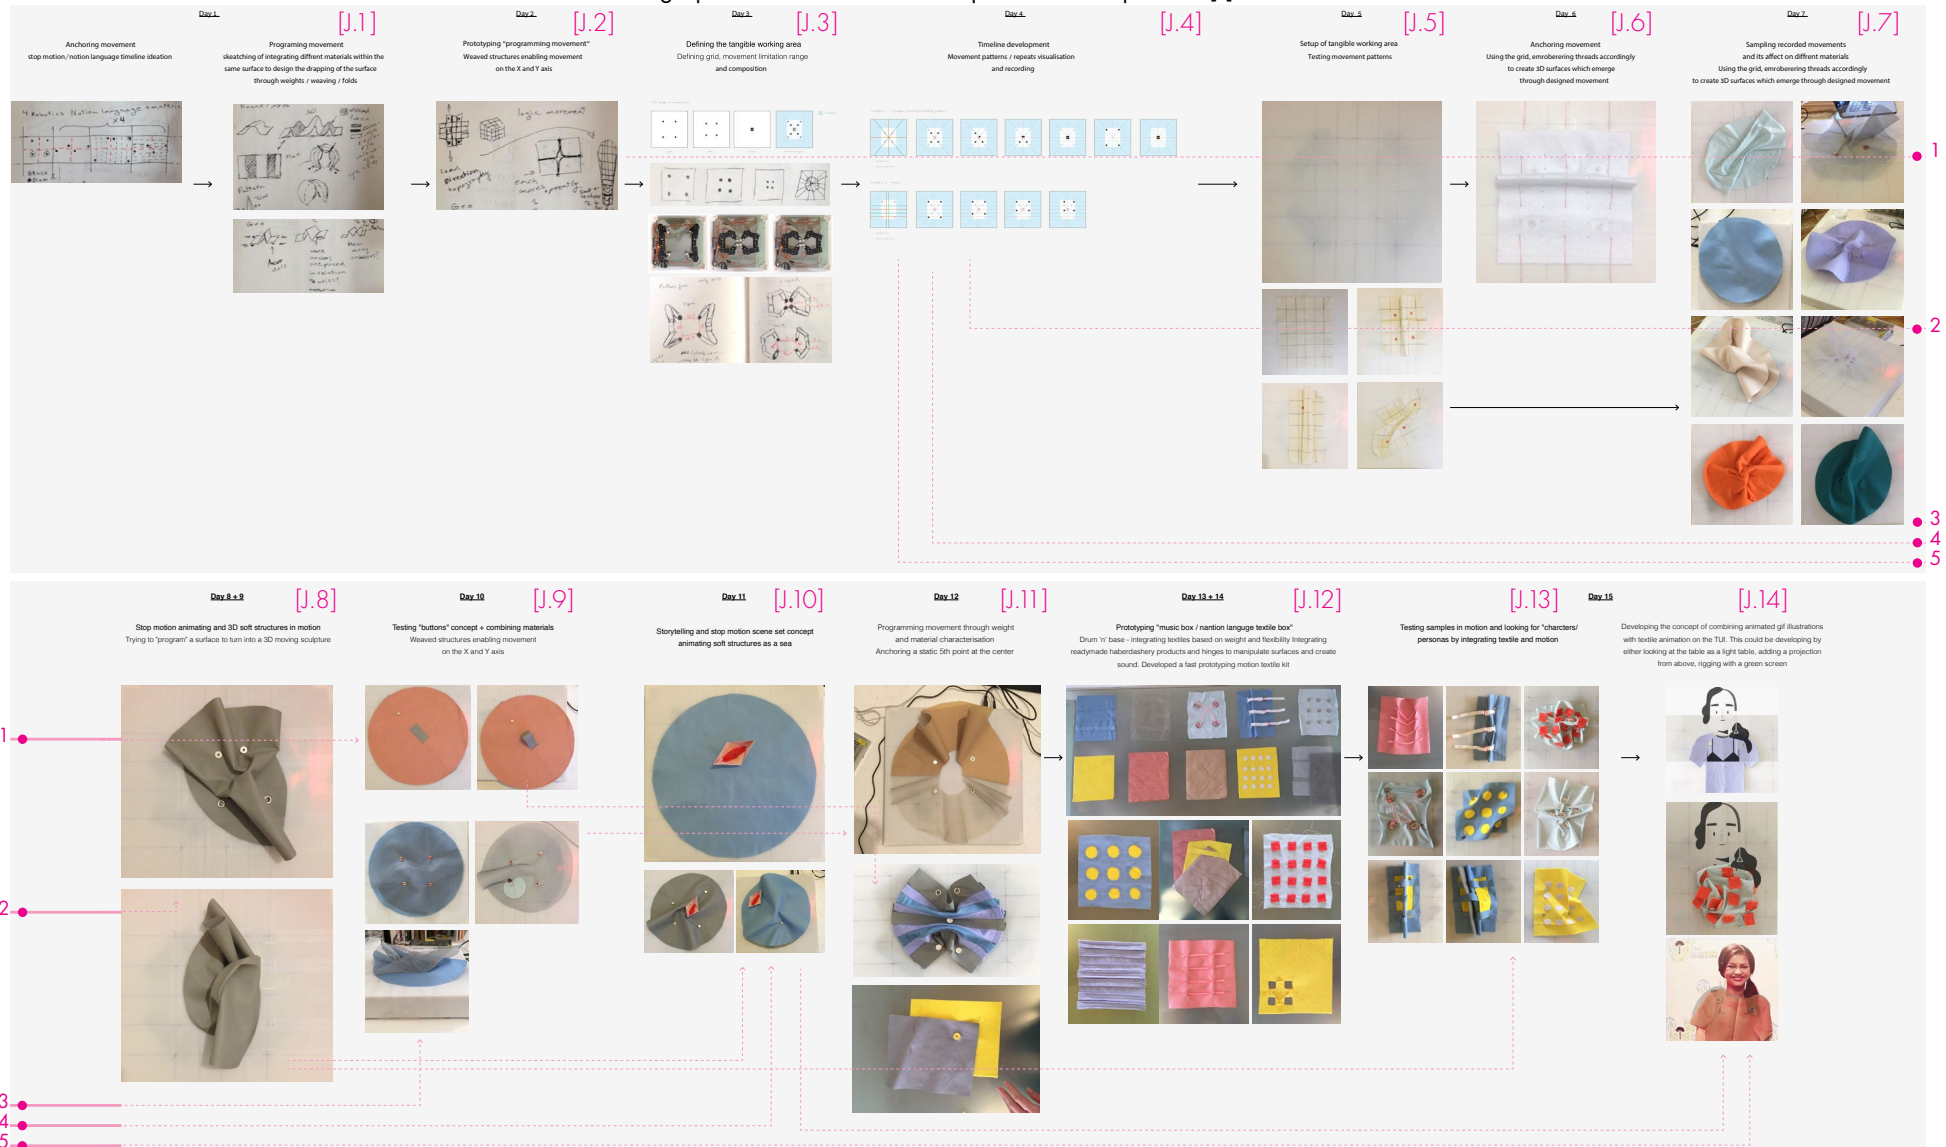 Day 1
[J.1]
Day 2
[J.2]
Day 3
[J.3]
Day 4
[J.4]
Day 5
[J.5]
Day 6
[J.6]
Day 7
[J.7]
Anchoring movement
stop motion/notion language timeline ideation
Programing movement
skeatching of integrating diffferent materials within the
same surface to design the drapping of the surface
through weights / weaving / folds
Prototyping "programming movement"
Weaved structures enabling movement
on the X and Y axis
Defining the tangible working area
Defining grid, movement limitation range
and composition
Timeline development
Movement patterns / repeats visualisation
and recording
Setup of tangible working area
Testing movement patterns
Anchoring movement
Using the grid, emroberering threads accordingly
to create 3D surfaces which emerge
through designed movement
Sampling recorded movements
and its affect on diffrent materials
Using the grid, emroberering threads accordingly
to create 3D surfaces which emerge through designed movement
4 Robotics Notion language
x4
logic movement
Direction
topography
1
2
3
4
5
Day 8 + 9
[J.8]
Day 10
[J.9]
Day 11
[J.10]
Day 12
[J.11]
Day 13 + 14
[J.12]
[J.13]
Day 15
[J.14]
Stop motion animating and 3D soft structures in motion
Trying to "program" a surface to turn into a 3D moving sculpture
Testing "buttons" concept + combining materials
Weaved structures enabling movement
on the X and Y axis
Storytelling and stop motion scene set concept
animating soft structures as a sea
Programming movement through weight
and material characterisation
Anchoring a static 5th point at the center
Prototyping "music box / nantion languge textile box"
Drum 'n' base - integrating textiles based on weight and flexibility Integrating
readymade haberdashery products and hinges to manipulate surfaces and create
sound. Developed a fast prototyping motion textile kit
Testing samples in motion and looking for "charcters/
personas by integrating textile and motion
Developing the concept of combining animated gif illustrations
with textile animation on the TUI. This could be developing by
either looking at the table as a light table, adding a projection
from above, rigging with a green screen
1
2
3
4
5